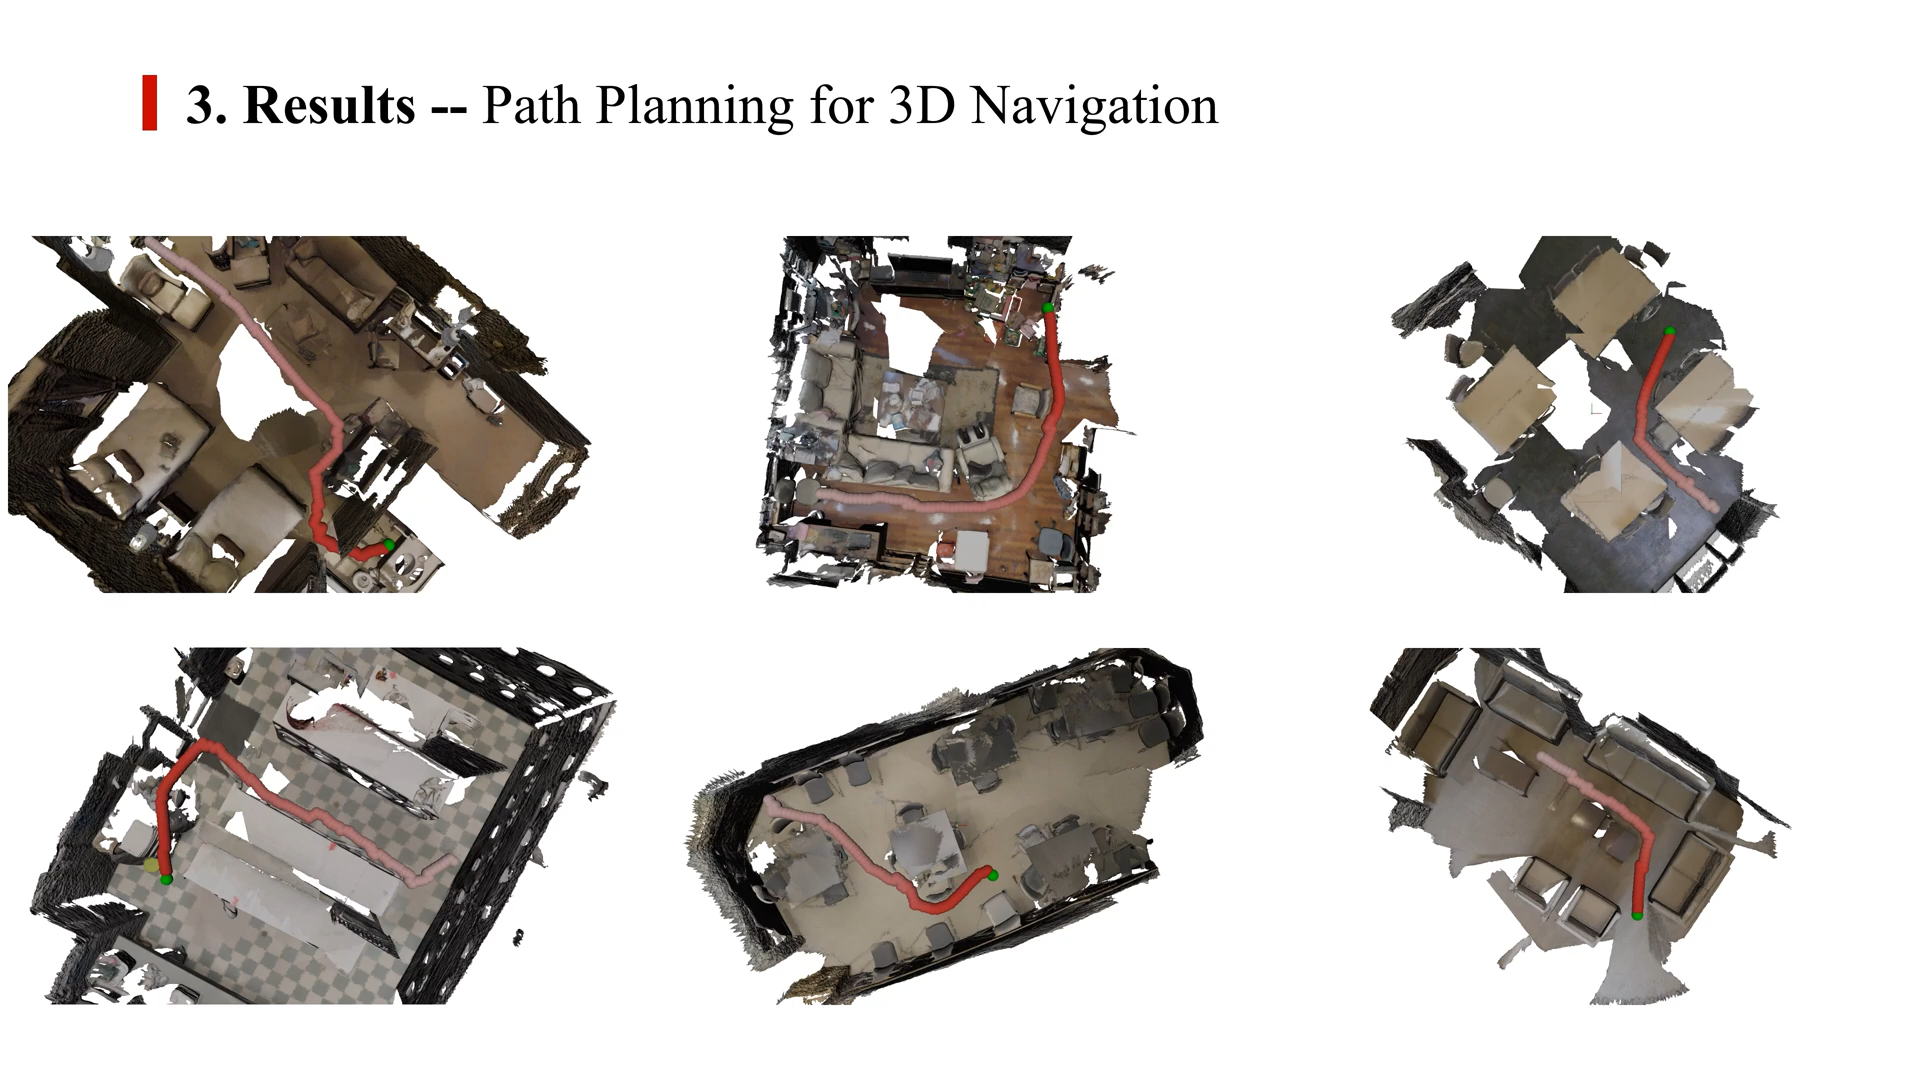 3. Results -- Path Planning for 3D Navigation